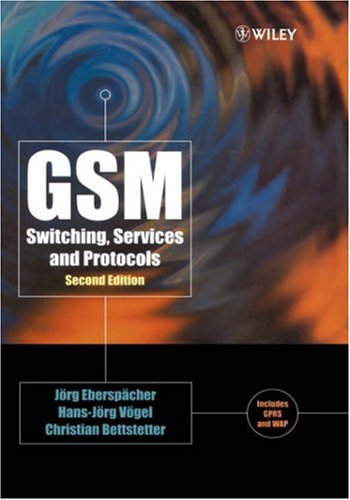 WILEY
GSM
Switching, Services
and Protocols
Second Edition
Jörg Eberspächer
Hans-Jörg Vögel
Christian Bettstetter
Includes
GPRS
and WAP